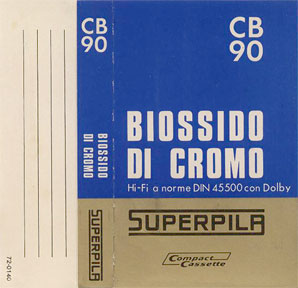 CB
90
BIOSSIDO
DI CROMO
SUPERPILA
72-0140
CB
90
BIOSSIDO
DI CROMO
Hi-Fi a norme DIN 45500 con Dolby
SUPERPILA
Compact
Cassette